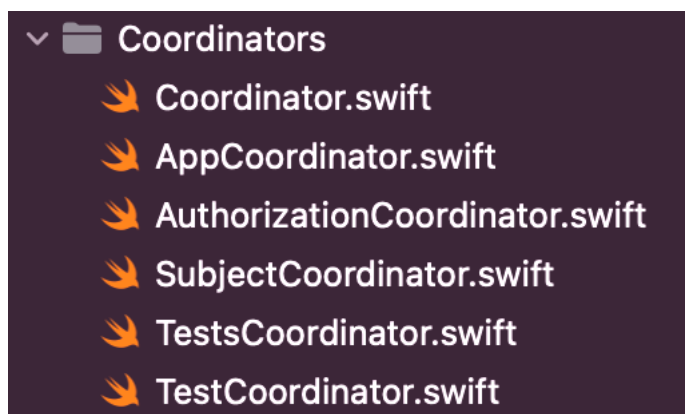 Coordinators
Coordinator.swift
AppCoordinator.swift
AuthorizationCoordinator.swift
SubjectCoordinator.swift
TestsCoordinator.swift
TestCoordinator.swift